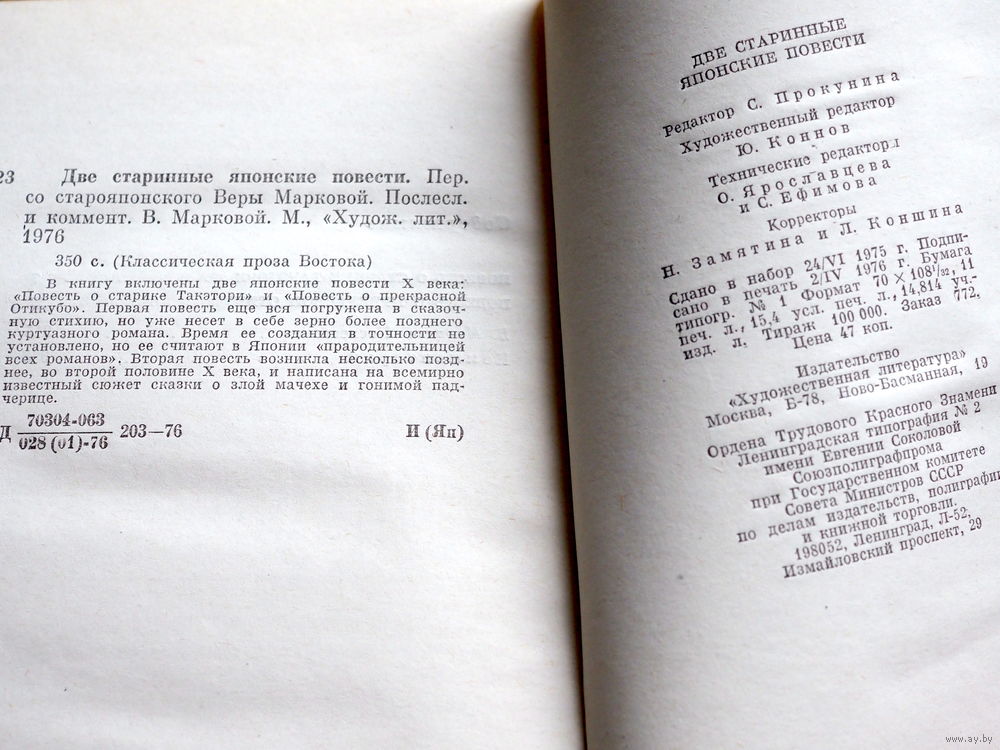 23 Две старинные японские повести. Пер.
со старояпонского Веры Марковой. Послесл.
и коммент. В. Марковой. М., «Худож. лит.»,
1976
350 с. (Классическая проза Востока)
В книгу включены две японские повести X века:
«Повесть о старике Такэтори» и «Повесть о прекрасной
Отикубо». Первая повесть еще вся погружена в сказоч-
ную стихию, но уже несет в себе зерно более позднего
куртуазного романа. Время ее создания в точности не
установлено, но ее считают в Японии «прародительницей
всех романов». Вторая повесть возникла несколько позд-
нее, во второй половине X века, и написана на всемирно
известный сюжет сказки о злой мачехе и гонимой пад-
черице.
Д 70304-063
028 (01)-76 203—76 И (Яп)
ДВЕ СТАРИННЫЕ
ЯПОНСКИЕ ПОВЕСТИ
Редактор С. Прокунина
Художественный редактор
Ю. Коннов
Технические редакторы
О. Ярославцева
и С. Ефимова
Корректоры
Н. Замятина и Л. Коншина
Сдано в набор 24/VI 1975 г. Подпи-
сано в печать 2/IV 1976 г. Бумага
типогр. № 1 Формат 70 × 108¹/₃₂, 11
печ. л., 15,4 усл. печ. л., 14,814 уч.-
изд. л. Тираж 100 000. Заказ 772.
Цена 47 коп.
Издательство
«Художественная литература»
Москва, Б-78, Ново-Басманная, 19
Ордена Трудового Красного Знамени
Ленинградская типография № 2
имени Евгении Соколовой
Союзполиграфпрома
при Государственном комитете
Совета Министров СССР
по делам издательств, полиграфии
и книжной торговли.
198052, Ленинград, Л-52,
Измайловский проспект, 29
www.ay.by